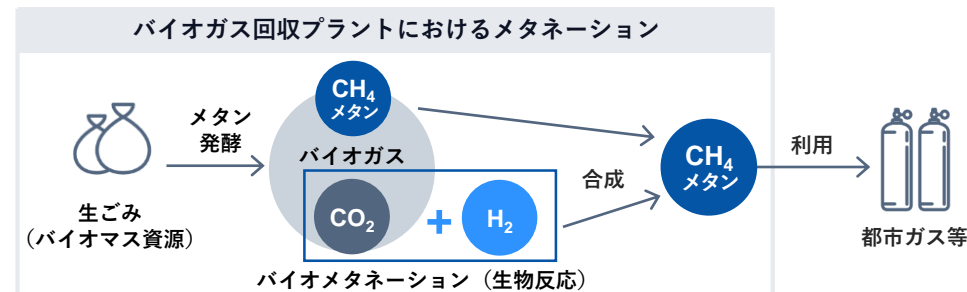 バイオガス回収プラントにおけるメタネーション
生ごみ
（バイオマス資源）
メタン
発酵
CH₄
メタン
バイオガス
CO₂
+
H₂
バイオメタネーション（生物反応）
合成
CH₄
メタン
利用
都市ガス等